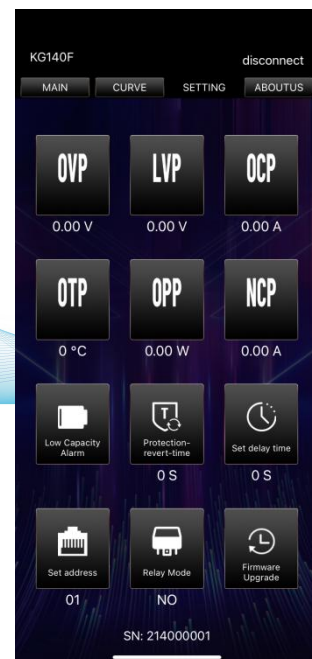 KG140F disconnect
MAIN CURVE SETTING ABOUTUS
OVP LVP OCP
0.00 V 0.00 V 0.00 A
OTP OPP NCP
0 °C 0.00 W 0.00 A
Low Capacity
Alarm
Protection-
revert-time
Set delay time
0 S 0 S
Set address Relay Mode
Firmware
Upgrade
01 NO
SN: 214000001